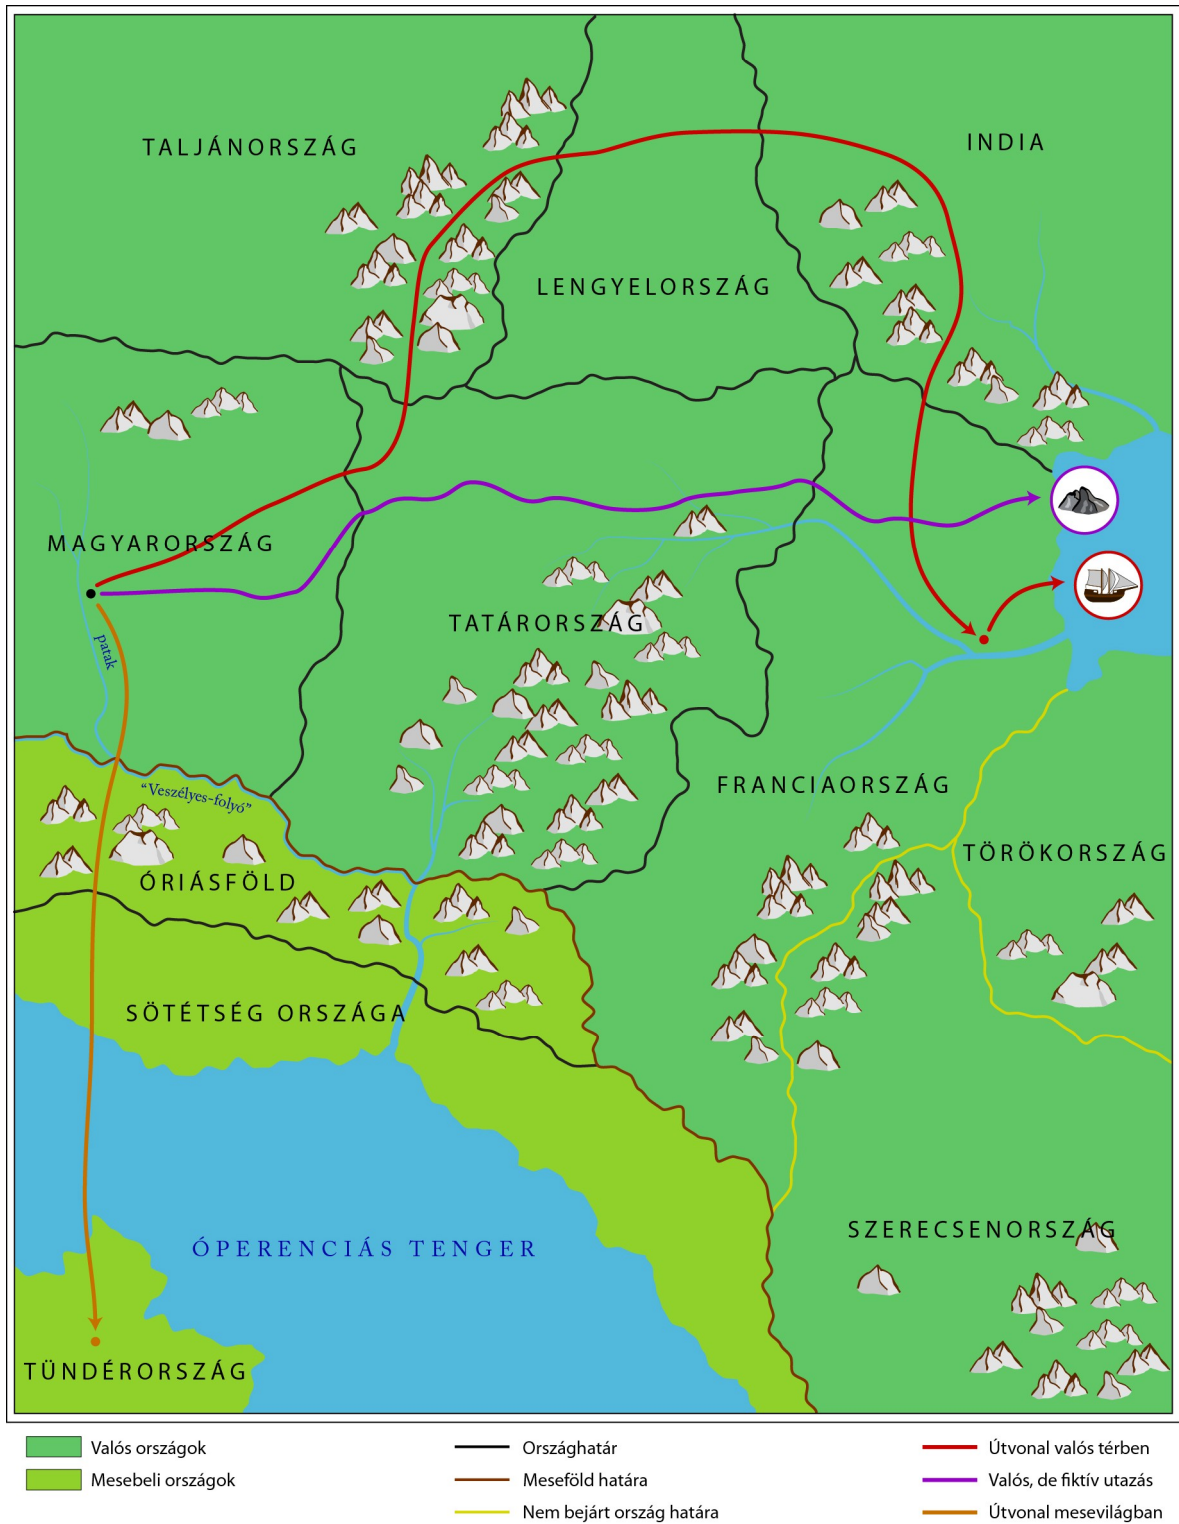 TALJÁNORSZÁG
INDIA
LENGYELORSZÁG
MAGYARORSZÁG
TATÁRORSZÁG
patak
FRANCIAORSZÁG
"Veszélyes-folyó"
TÖRÖKORSZÁG
ÓRIÁSFÖLD
SÖTÉTSÉG ORSZÁGA
SZERECSENORSZÁG
ÓPERENCIÁS TENGER
TÜNDÉRORSZÁG
Valós országok
Mesebeli országok
Országhatár
Meseföld határa
Nem bejárt ország határa
Útvonal valós térben
Valós, de fiktív utazás
Útvonal mesevilágban